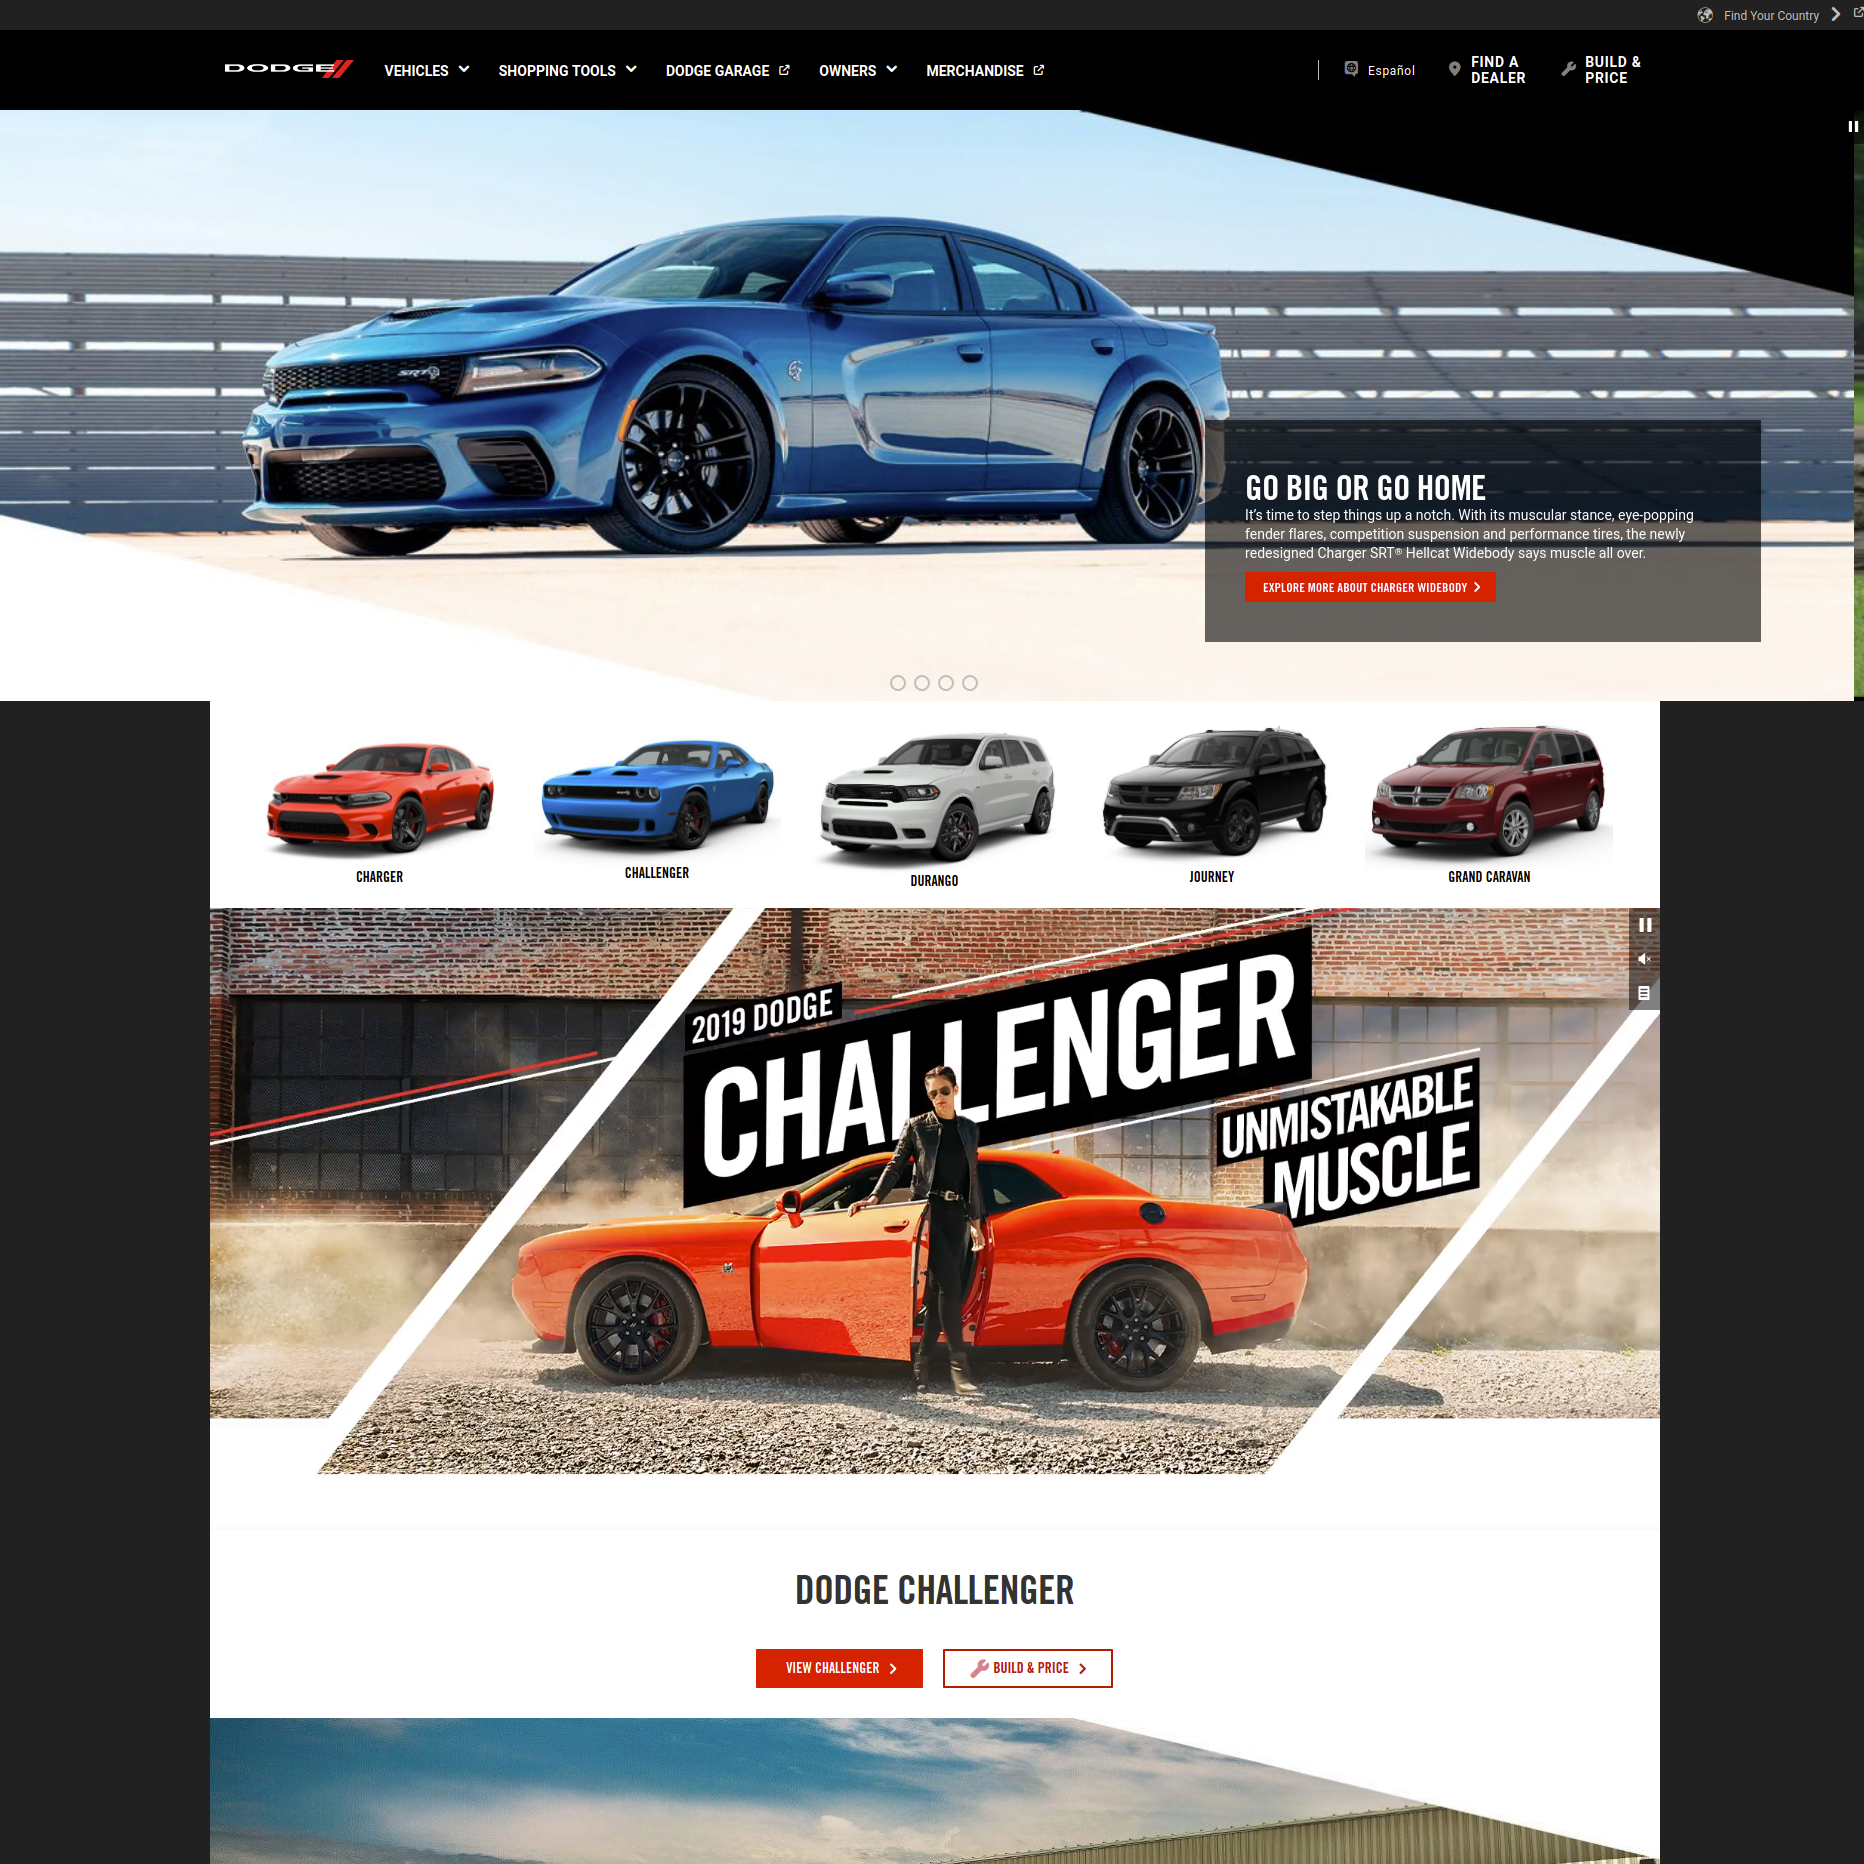 Find Your Country
DODGE
VEHICLES
SHOPPING TOOLS
DODGE GARAGE
OWNERS
MERCHANDISE
Español
FIND A
DEALER
BUILD &
PRICE
SRT
GO BIG OR GO HOME
It's time to step things up a notch. With its muscular stance, eye-popping
fender flares, competition suspension and performance tires, the newly
redesigned Charger SRT® Hellcat Widebody says muscle all over.
EXPLORE MORE ABOUT CHARGER WIDEBODY
CHARGER
CHALLENGER
DURANGO
JOURNEY
GRAND CARAVAN
2019 DODGE
CHALLENGER
UNMISTAKABLE
MUSCLE
DODGE CHALLENGER
VIEW CHALLENGER
BUILD & PRICE